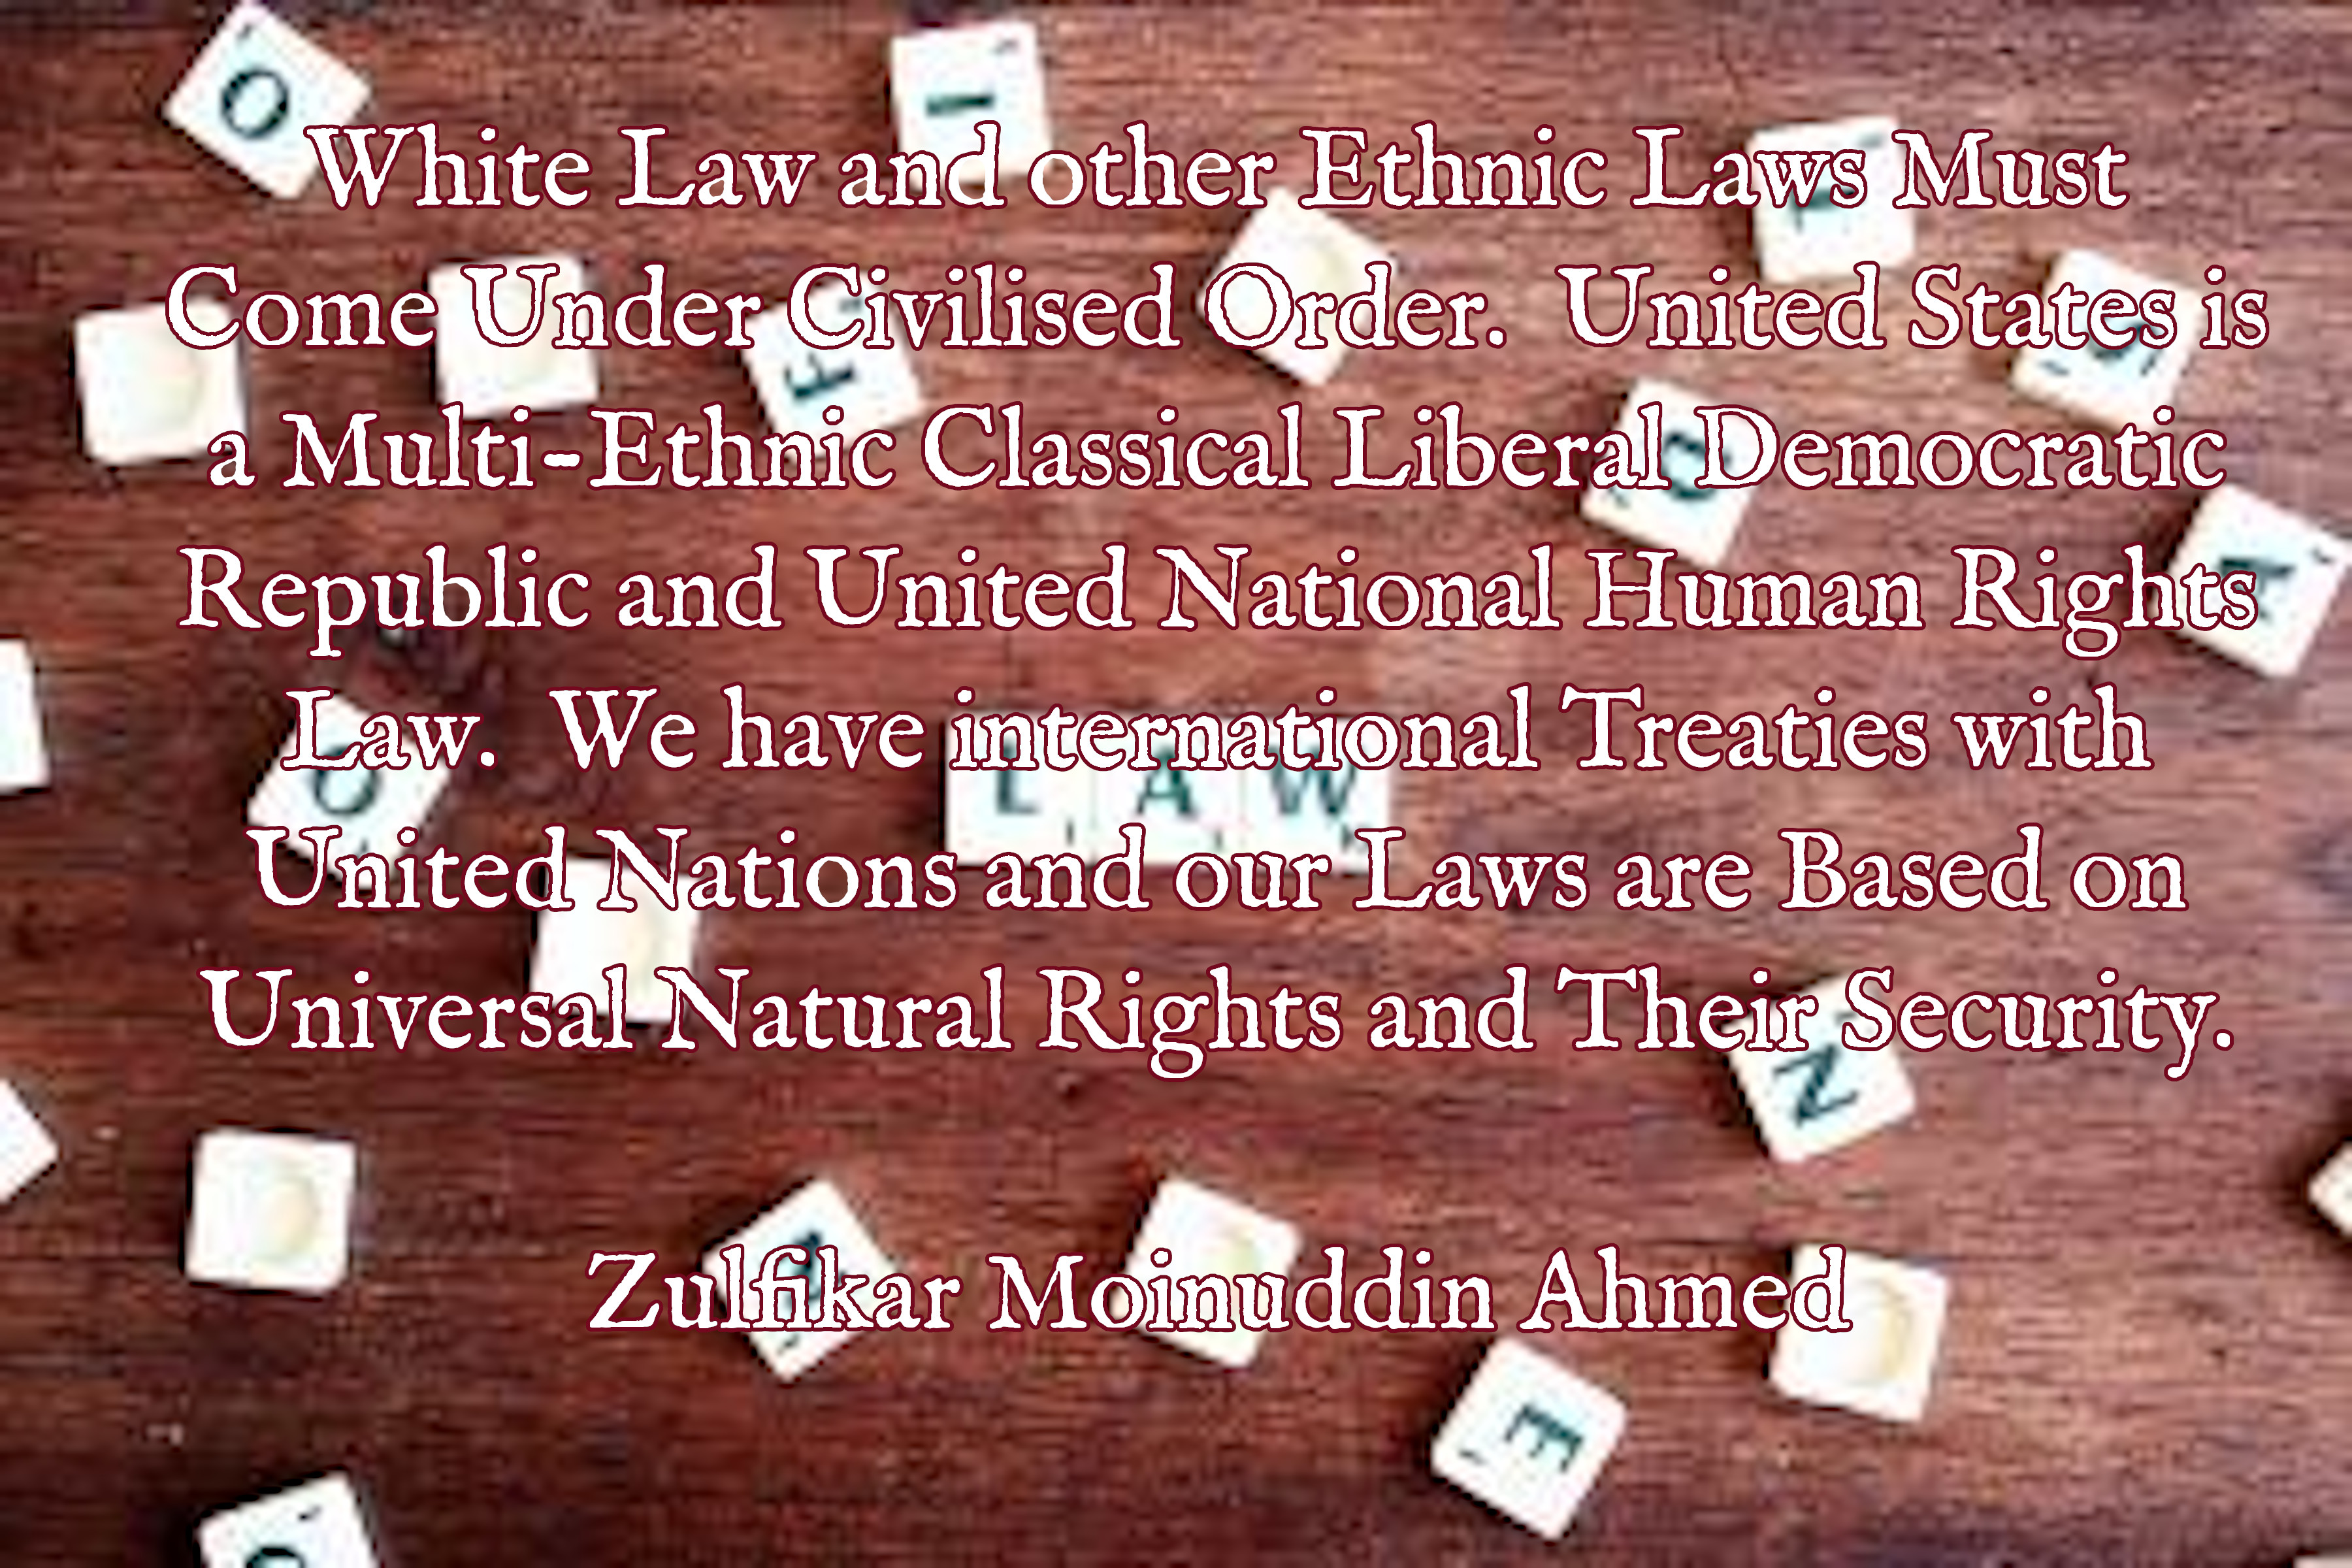 White Law and other Ethnic Laws Must
Come Under Civilised Order.  United States is
a Multi-Ethnic Classical Liberal Democratic
Republic and United National Human Rights
Law.  We have international Treaties with
LAW
United Nations and our Laws are Based on
Universal Natural Rights and Their Security.
Zulfikar Moinuddin Ahmed